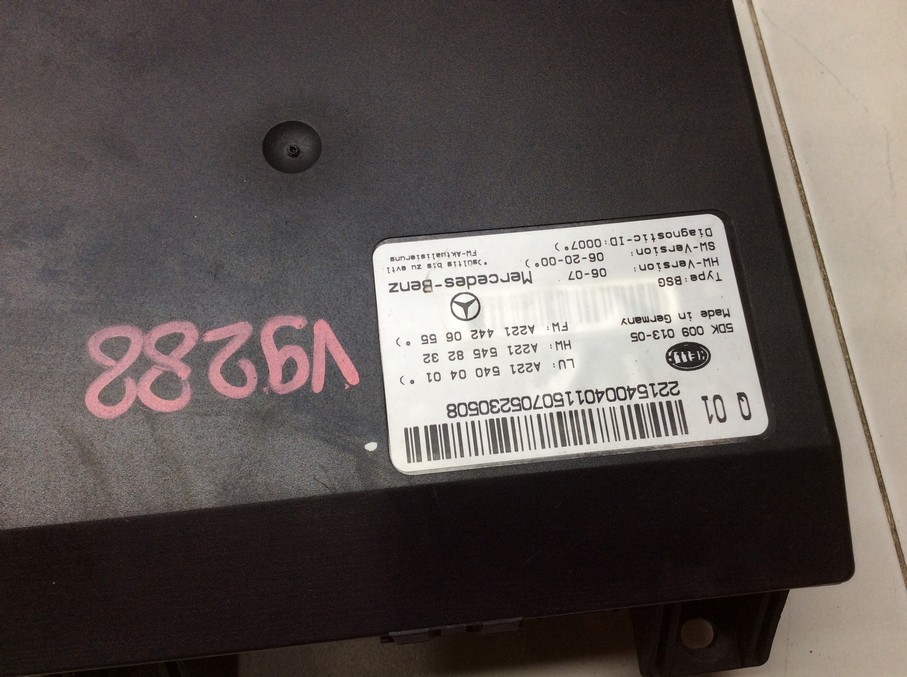 Q 01
2215400401150705230508
HELLA
LU: A221 540 04 01 °)
HW: A221 545 82 32
FW: A221 442 06 55 °)
5DK 009 013-05
Made in Germany
Mercedes-Benz
Type:BSG
HW-Version: 06-07
SW-Version: 06-20-00°)
Diagnostic-ID:0007°)
°)gültig bis zu evtl.
FW-Aktualisierung
V9288